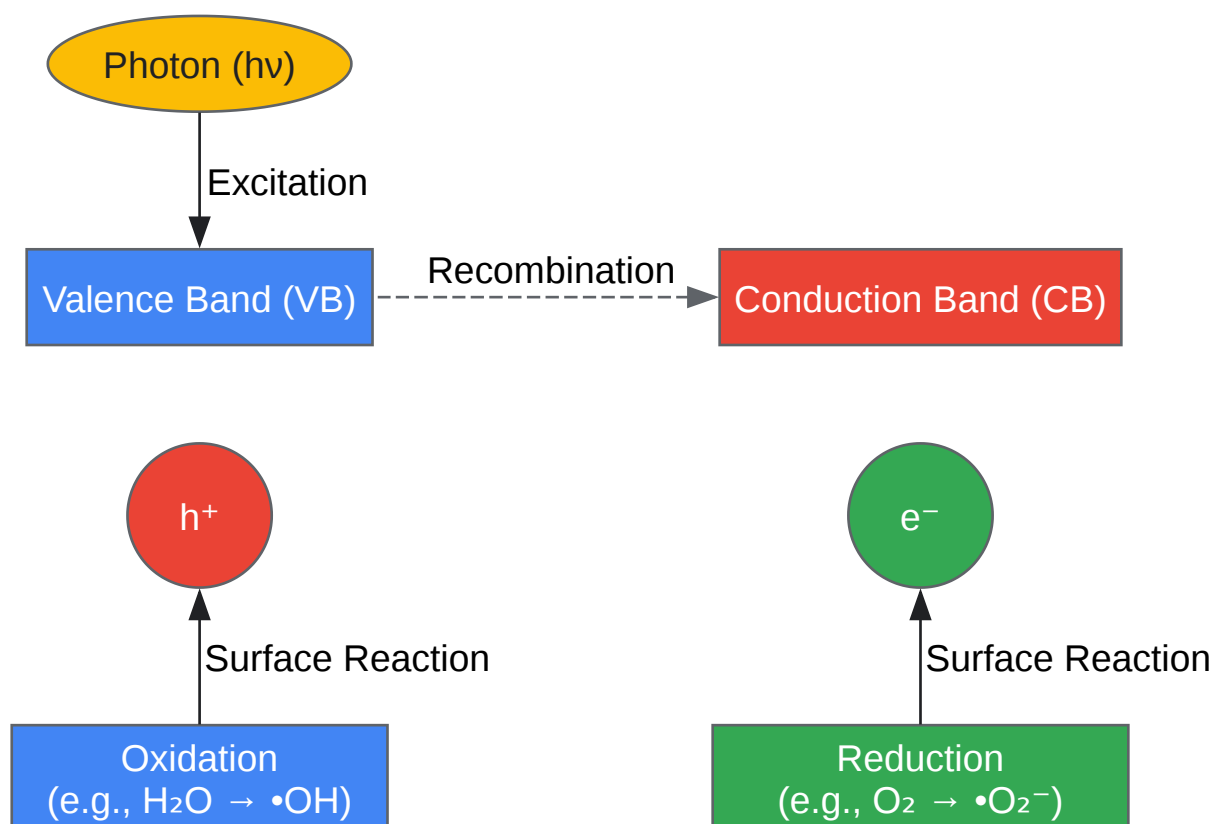 Photon (hν)
Excitation
Recombination
Valence Band (VB)
Conduction Band (CB)
h⁺
e⁻
Surface Reaction
Surface Reaction
Oxidation
(e.g., H₂O → •OH)
Reduction
(e.g., O₂ → •O₂⁻)